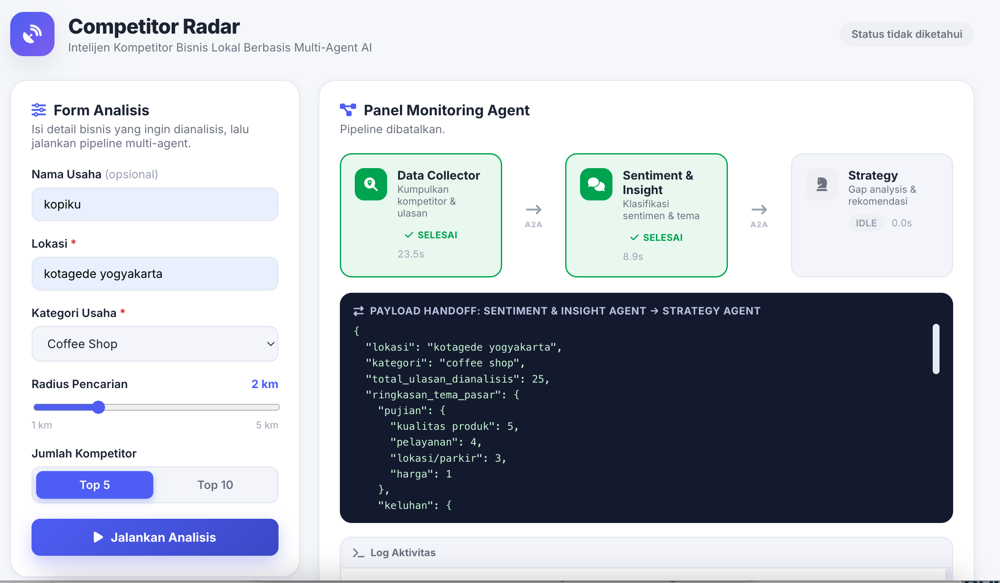 Competitor Radar
Intelijen Kompetitor Bisnis Lokal Berbasis Multi-Agent AI
Status tidak diketahui
Form Analisis
Isi detail bisnis yang ingin dianalisis, lalu
jalankan pipeline multi-agent.
Nama Usaha (opsional)
kopiku
Lokasi *
kotagede yogyakarta
Kategori Usaha *
Coffee Shop
Radius Pencarian
2 km
1 km
5 km
Jumlah Kompetitor
Top 5
Top 10
Jalankan Analisis
Panel Monitoring Agent
Pipeline dibatalkan.
Data Collector
Kumpulkan
kompetitor &
ulasan
SELESAI
23.5s
A2A
Sentiment &
Insight
Klasifikasi
sentimen & tema
SELESAI
8.9s
A2A
Strategy
Gap analysis &
rekomendasi
IDLE
0.0s
PAYLOAD HANDOFF: SENTIMENT & INSIGHT AGENT → STRATEGY AGENT
{
"lokasi": "kotagede yogyakarta",
"kategori": "coffee shop",
"total_ulasan_dianalisis": 25,
"ringkasan_tema_pasar": {
"pujian": {
"kualitas produk": 5,
"pelayanan": 4,
"lokasi/parkir": 3,
"harga": 1
},
"keluhan": {
Log Aktivitas